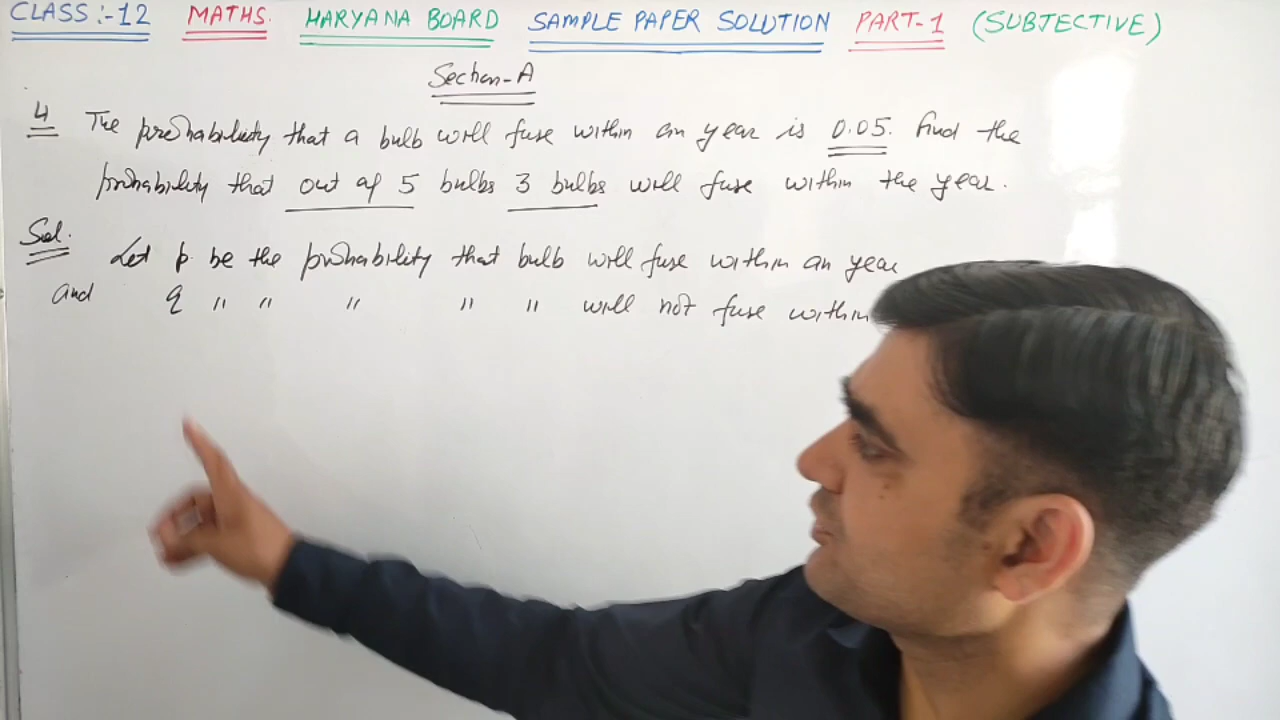 CLASS :- 12 MATHS. HARYANA BOARD SAMPLE PAPER SOLUTION PART-1 (SUBJECTIVE)
Section-A
4 The probability that a bulb will fuse within an year is 0.05. Find the
probability that out of 5 bulbs 3 bulbs will fuse within the year.
Sol.
Let p be the probability that bulb will fuse within an year
and q " " " " " will not fuse within